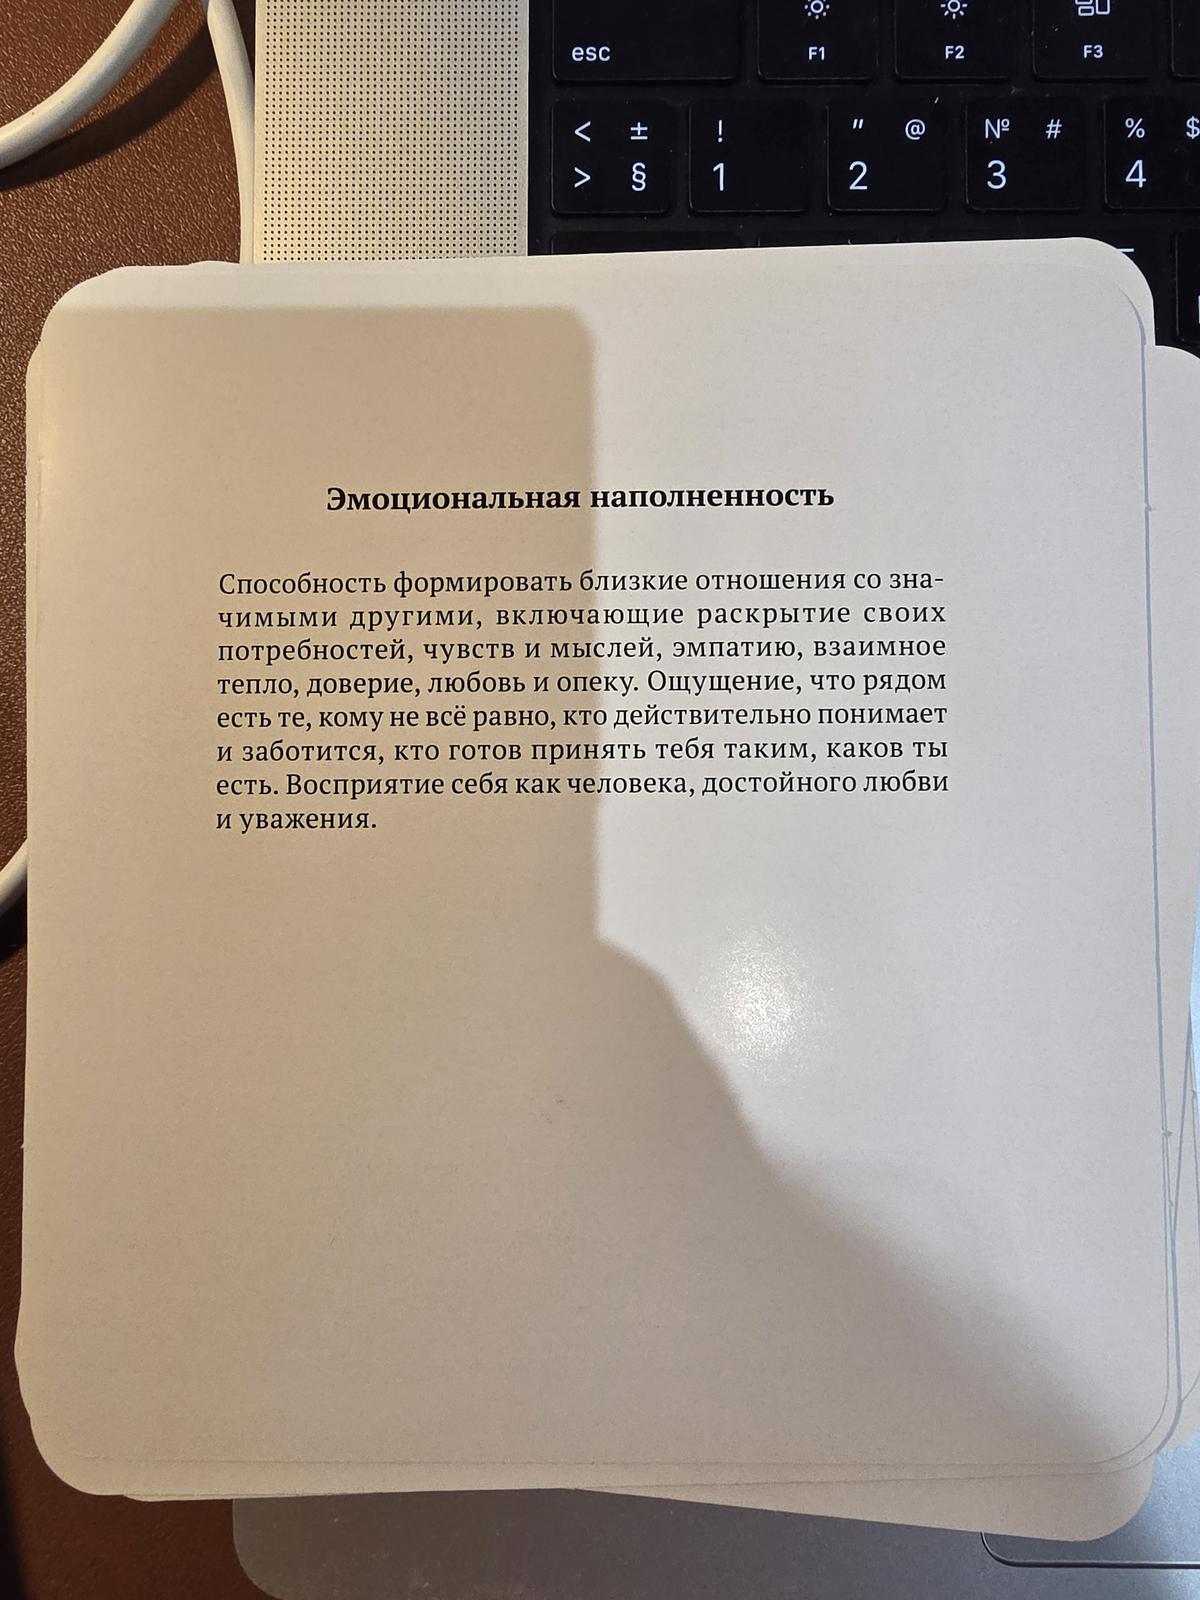 esc F1 F2 F3
< ± ! " @ № # % $
> § 1 2 3 4
Эмоциональная наполненность
Способность формировать близкие отношения со зна-
чимыми другими, включающие раскрытие своих
потребностей, чувств и мыслей, эмпатию, взаимное
тепло, доверие, любовь и опеку. Ощущение, что рядом
есть те, кому не всё равно, кто действительно понимает
и заботится, кто готов принять тебя таким, каков ты
есть. Восприятие себя как человека, достойного любви
и уважения.